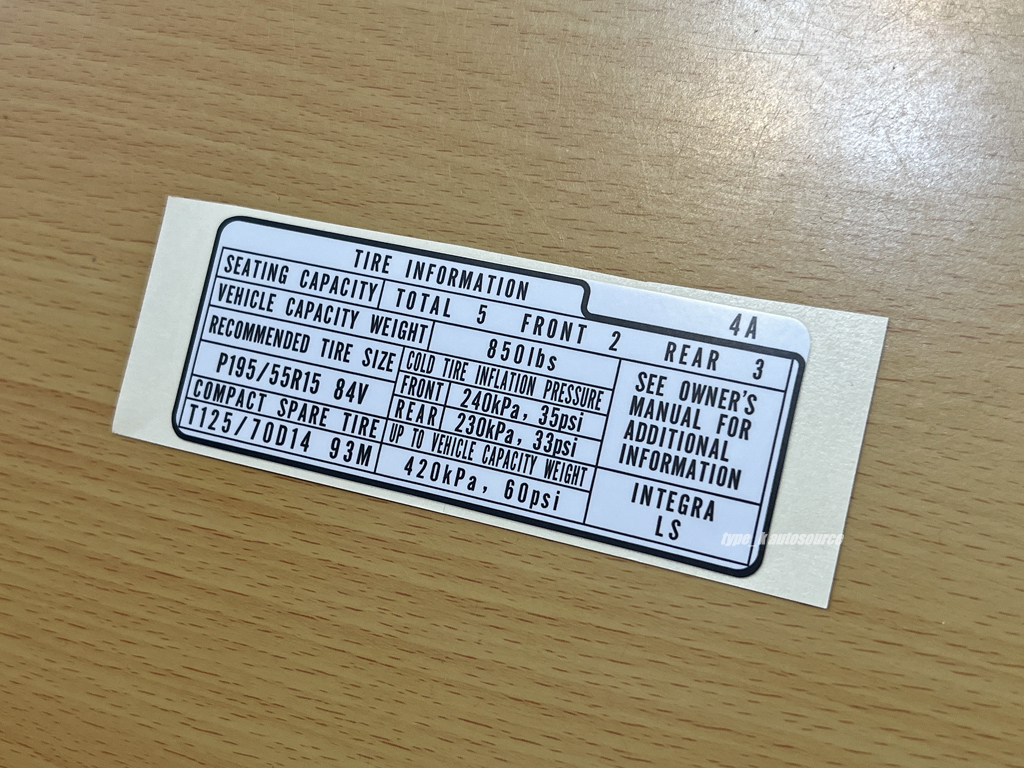 TIRE INFORMATION
4A
SEATING CAPACITY TOTAL 5 FRONT 2 REAR 3
VEHICLE CAPACITY WEIGHT 850lbs
RECOMMENDED TIRE SIZE
P195/55R15 84V
COMPACT SPARE TIRE
T125/70D14 93M
COLD TIRE INFLATION PRESSURE
FRONT 240kPa, 35psi
REAR 230kPa, 33psi
UP TO VEHICLE CAPACITY WEIGHT
420kPa, 60psi
SEE OWNER'S
MANUAL FOR
ADDITIONAL
INFORMATION
INTEGRA
LS